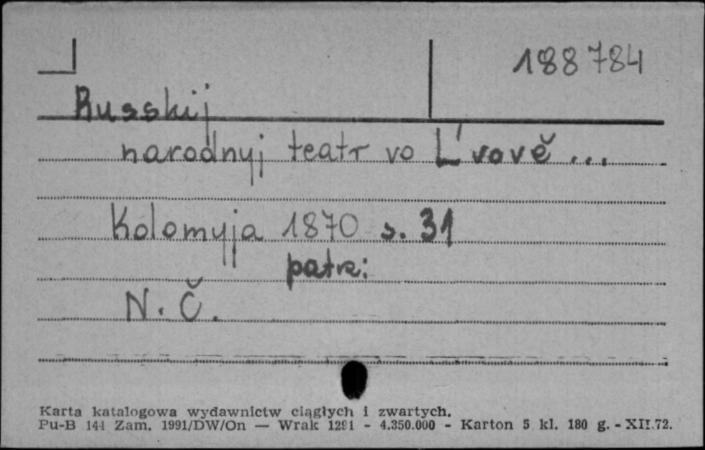 188784
Russkij
narodnyj teatr vo L'vově ...
Kolomyja 1870 s. 31
patrz:
N. Č.
Karta katalogowa wydawnictw ciągłych i zwartych.
Pu-B 144 Zam. 1991/DW/On — Wrak 1291 - 4.350.000 - Karton 5 kl. 180 g. - XII.72.